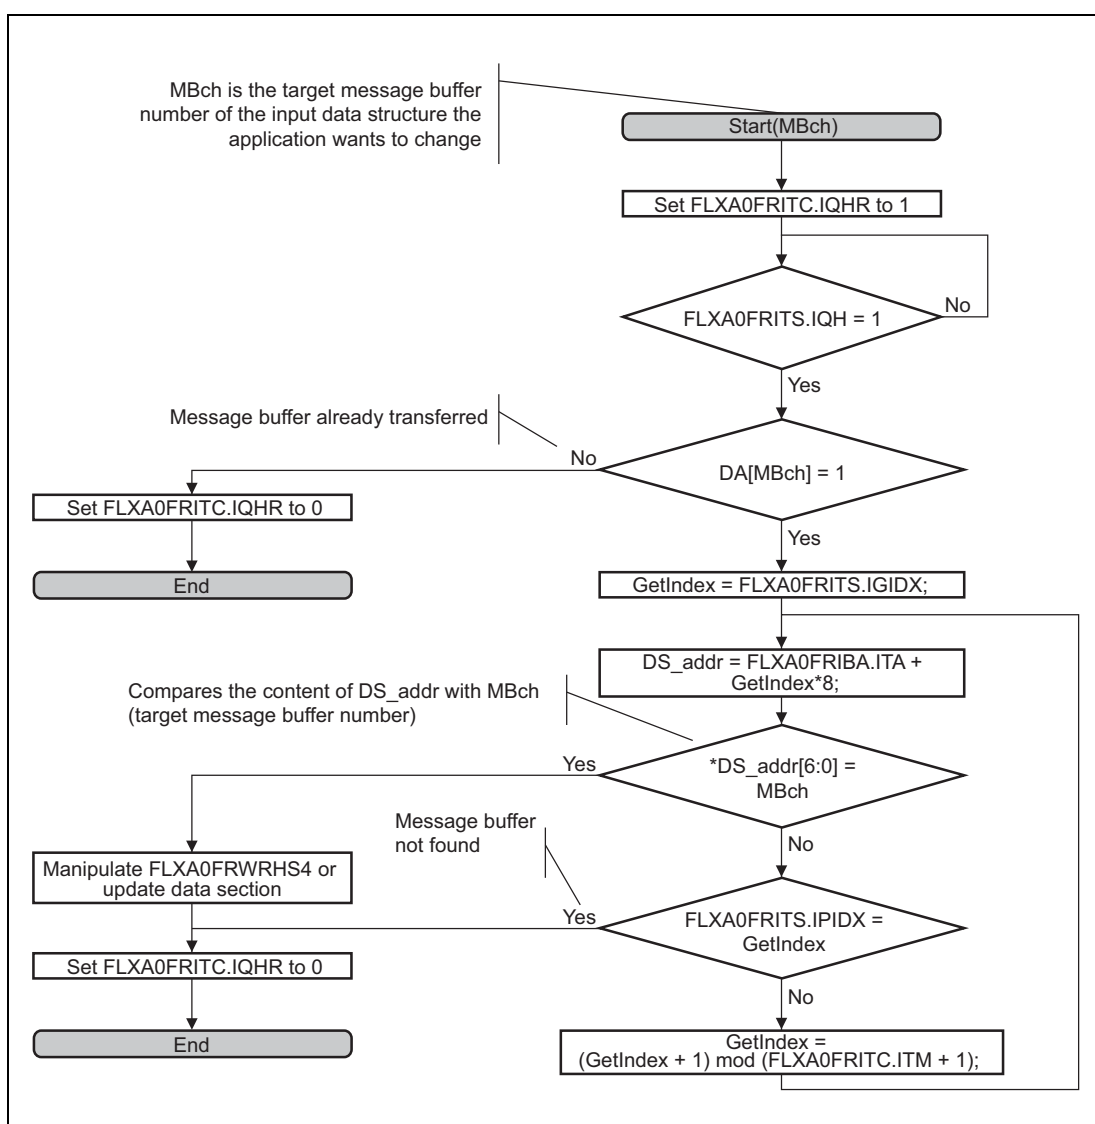 MBch is the target message buffer
number of the input data structure the
application wants to change
Start(MBch)
Set FLXA0FRITC.IQHR to 1
FLXA0FRITS.IQH = 1
No
Yes
Message buffer already transferred
No
DA[MBch] = 1
Set FLXA0FRITC.IQHR to 0
Yes
End
GetIndex = FLXA0FRITS.IGIDX;
DS_addr = FLXA0FRIBA.ITA +
GetIndex*8;
Compares the content of DS_addr with MBch
(target message buffer number)
Yes
*DS_addr[6:0] =
MBch
Message buffer
not found
No
Manipulate FLXA0FRWRHS4 or
update data section
Yes
FLXA0FRITS.IPIDX =
GetIndex
Set FLXA0FRITC.IQHR to 0
No
End
GetIndex =
(GetIndex + 1) mod (FLXA0FRITC.ITM + 1);